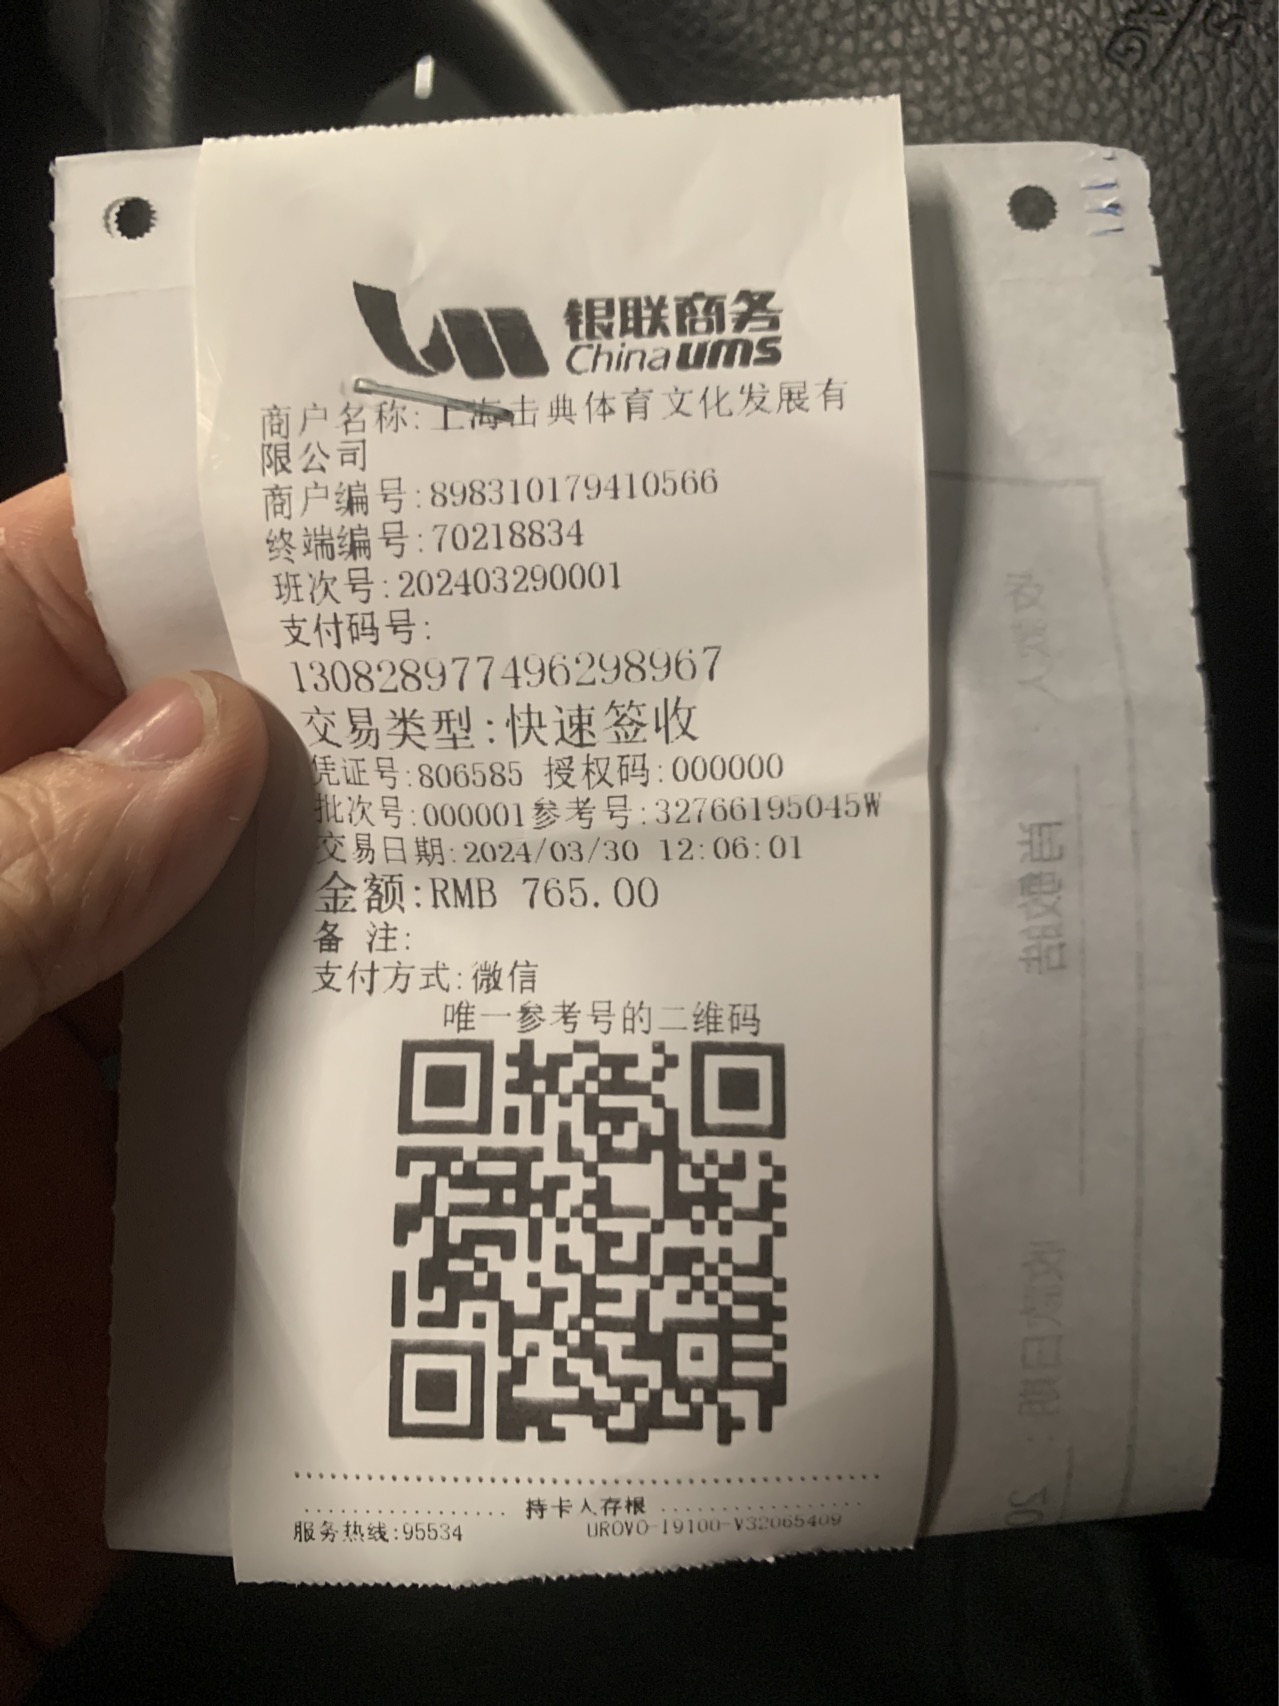 银联商务
China ums
商户名称:上海击典体育文化发展有
限公司
商户编号:898310179410566
终端编号:70218834
班次号:202403290001
支付码号:
130828977496298967
交易类型:快速签收
凭证号:806585 授权码:000000
批次号:000001参考号:32766195045W
交易日期:2024/03/30 12:06:01
金额:RMB 765.00
备 注:
支付方式:微信
唯一参考号的二维码
持卡人存根
服务热线:95534
UROVO-I9100-V32065409